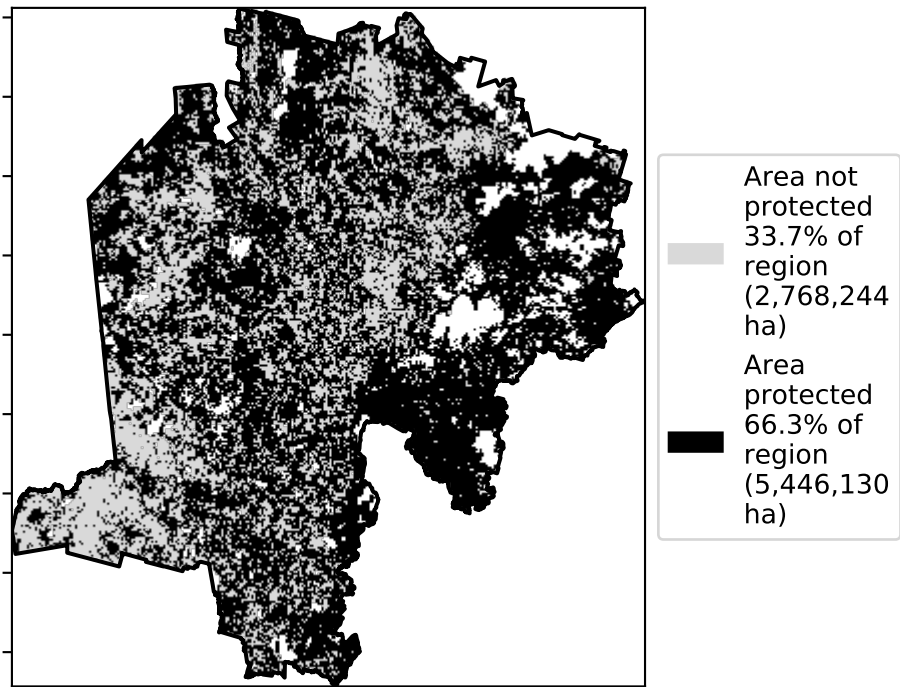 Area not
protected
33.7% of
region
(2,768,244
ha)
Area
protected
66.3% of
region
(5,446,130
ha)